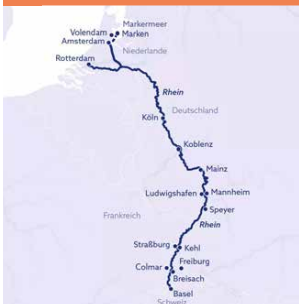 Markermeer
Volendam
Marken
Amsterdam
Niederlande
Rotterdam
Rhein
Deutschland
Köln
Koblenz
Mainz
Ludwigshafen
Mannheim
Speyer
Frankreich
Rhein
Straßburg
Kehl
Freiburg
Colmar
Breisach
Basel
Schweiz